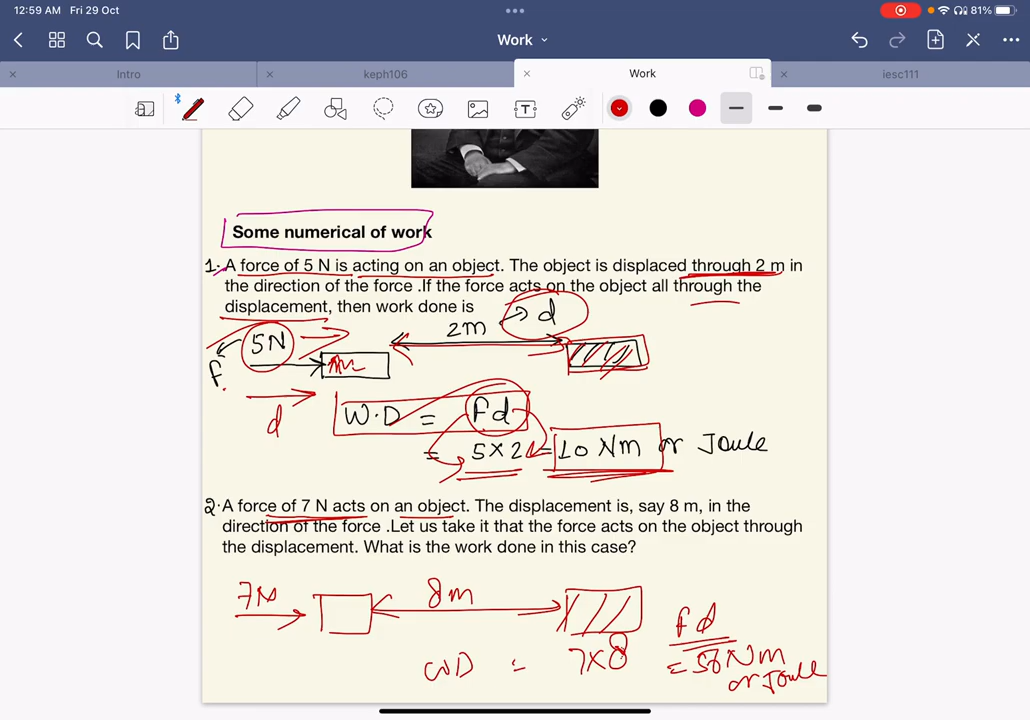 12:59 AM Fri 29 Oct 81%
Work
Intro keph106 Work iesc111
T
Some numerical of work
1. A force of 5 N is acting on an object. The object is displaced through 2 m in
the direction of the force .If the force acts on the object all through the
displacement, then work done is
5N 2m → d
f
d
W.D = fd
= 5×2 = 10 Nm or Joule
2. A force of 7 N acts on an object. The displacement is, say 8 m, in the
direction of the force .Let us take it that the force acts on the object through
the displacement. What is the work done in this case?
7N 8m
fd
WD = 7×8 = 56 Nm
or Joule